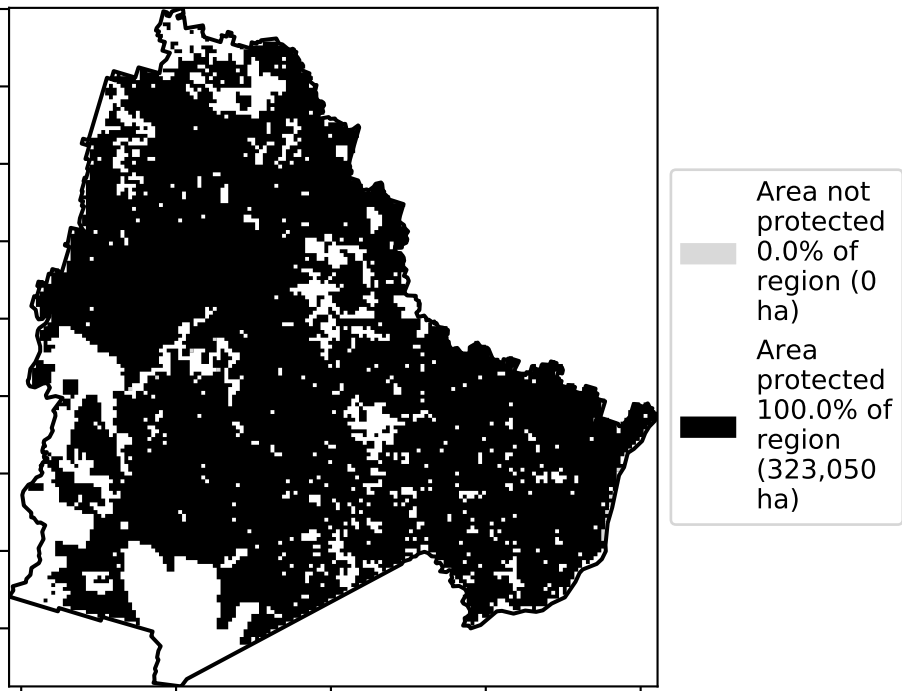 Area not
protected
0.0% of
region (0
ha)
Area
protected
100.0% of
region
(323,050
ha)